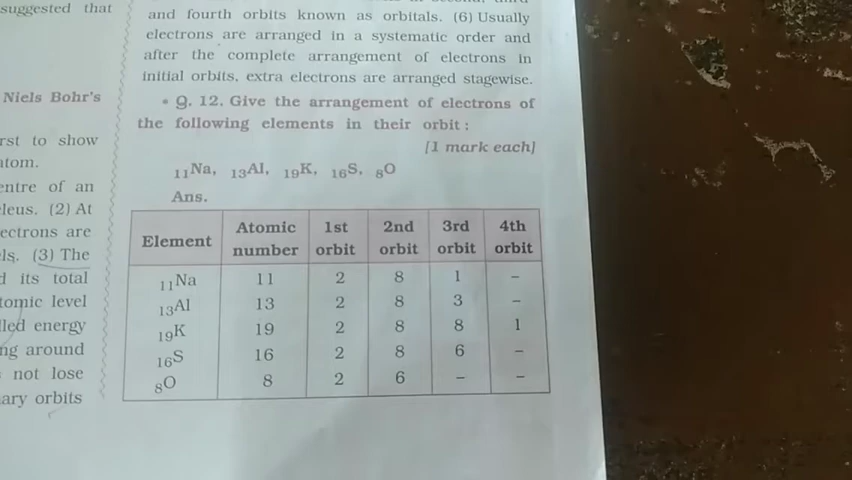 suggested that
Niels Bohr's
rst to show
atom.
entre of an
leus. (2) At
ectrons are
ls. (3) The
d its total
tomic level
lled energy
ng around
not lose
ary orbits
and fourth orbits known as orbitals. (6) Usually
electrons are arranged in a systematic order and
after the complete arrangement of electrons in
initial orbits, extra electrons are arranged stagewise.
• Q. 12. Give the arrangement of electrons of
the following elements in their orbit :
[1 mark each]
₁₁Na, ₁₃Al, ₁₉K, ₁₆S, ₈O
Ans.
Element Atomic number 1st orbit 2nd orbit 3rd orbit 4th orbit
₁₁Na 11 2 8 1 –
₁₃Al 13 2 8 3 –
₁₉K 19 2 8 8 1
₁₆S 16 2 8 6 –
₈O 8 2 6 – –